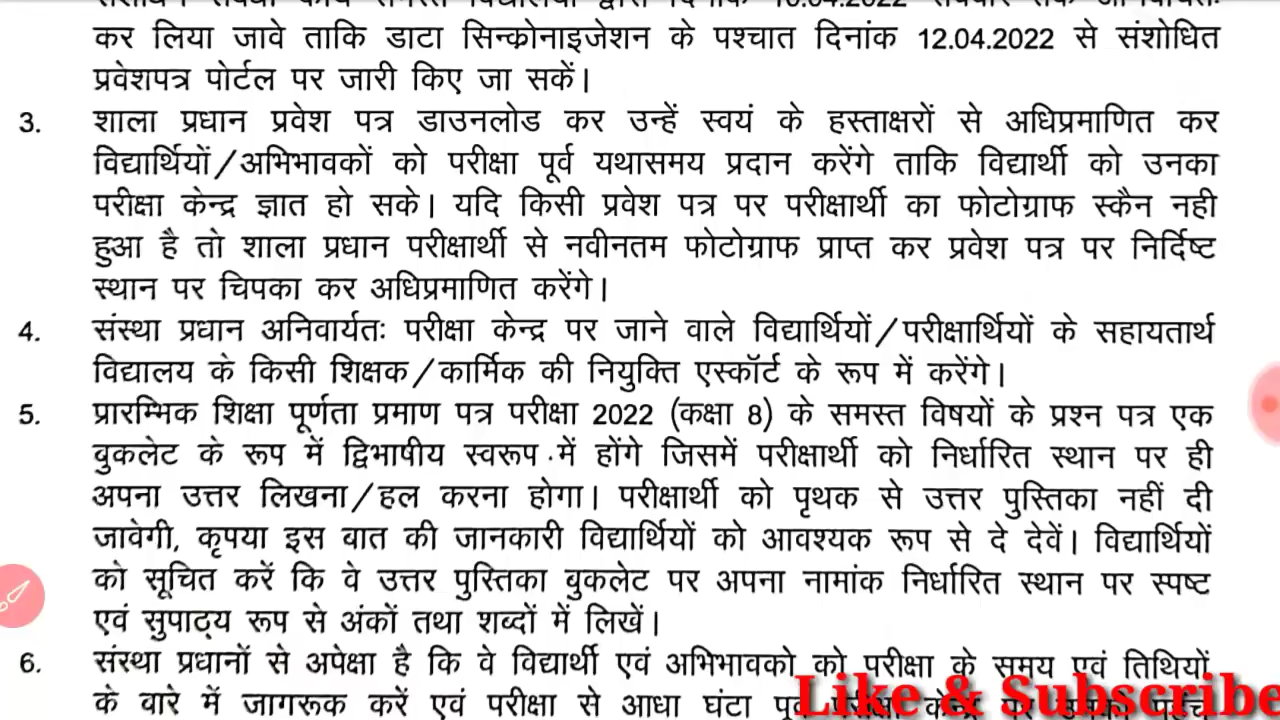 कर लिया जावे ताकि डाटा सिन्क्रोनाइजेशन के पश्चात दिनांक 12.04.2022 से संशोधित
प्रवेशपत्र पोर्टल पर जारी किए जा सकें।
3. शाला प्रधान प्रवेश पत्र डाउनलोड कर उन्हें स्वयं के हस्ताक्षरों से अधिप्रमाणित कर
विद्यार्थियों/अभिभावकों को परीक्षा पूर्व यथासमय प्रदान करेंगे ताकि विद्यार्थी को उनका
परीक्षा केन्द्र ज्ञात हो सके। यदि किसी प्रवेश पत्र पर परीक्षार्थी का फोटोग्राफ स्कैन नही
हुआ है तो शाला प्रधान परीक्षार्थी से नवीनतम फोटोग्राफ प्राप्त कर प्रवेश पत्र पर निर्दिष्ट
स्थान पर चिपका कर अधिप्रमाणित करेंगे।
4. संस्था प्रधान अनिवार्यतः परीक्षा केन्द्र पर जाने वाले विद्यार्थियों/परीक्षार्थियों के सहायतार्थ
विद्यालय के किसी शिक्षक/कार्मिक की नियुक्ति एस्कॉर्ट के रूप में करेंगे।
5. प्रारम्भिक शिक्षा पूर्णता प्रमाण पत्र परीक्षा 2022 (कक्षा 8) के समस्त विषयों के प्रश्न पत्र एक
बुकलेट के रूप में द्विभाषीय स्वरूप में होंगे जिसमें परीक्षार्थी को निर्धारित स्थान पर ही
अपना उत्तर लिखना/हल करना होगा। परीक्षार्थी को पृथक से उत्तर पुस्तिका नहीं दी
जावेगी, कृपया इस बात की जानकारी विद्यार्थियों को आवश्यक रूप से दे देवें। विद्यार्थियों
को सूचित करें कि वे उत्तर पुस्तिका बुकलेट पर अपना नामांक निर्धारित स्थान पर स्पष्ट
एवं सुपाठ्य रूप से अंकों तथा शब्दों में लिखें।
6. संस्था प्रधानों से अपेक्षा है कि वे विद्यार्थी एवं अभिभावको को परीक्षा के समय एवं तिथियों
के बारे में जागरूक करें एवं परीक्षा से आधा घंटा पूर्व
Like & Subscribe